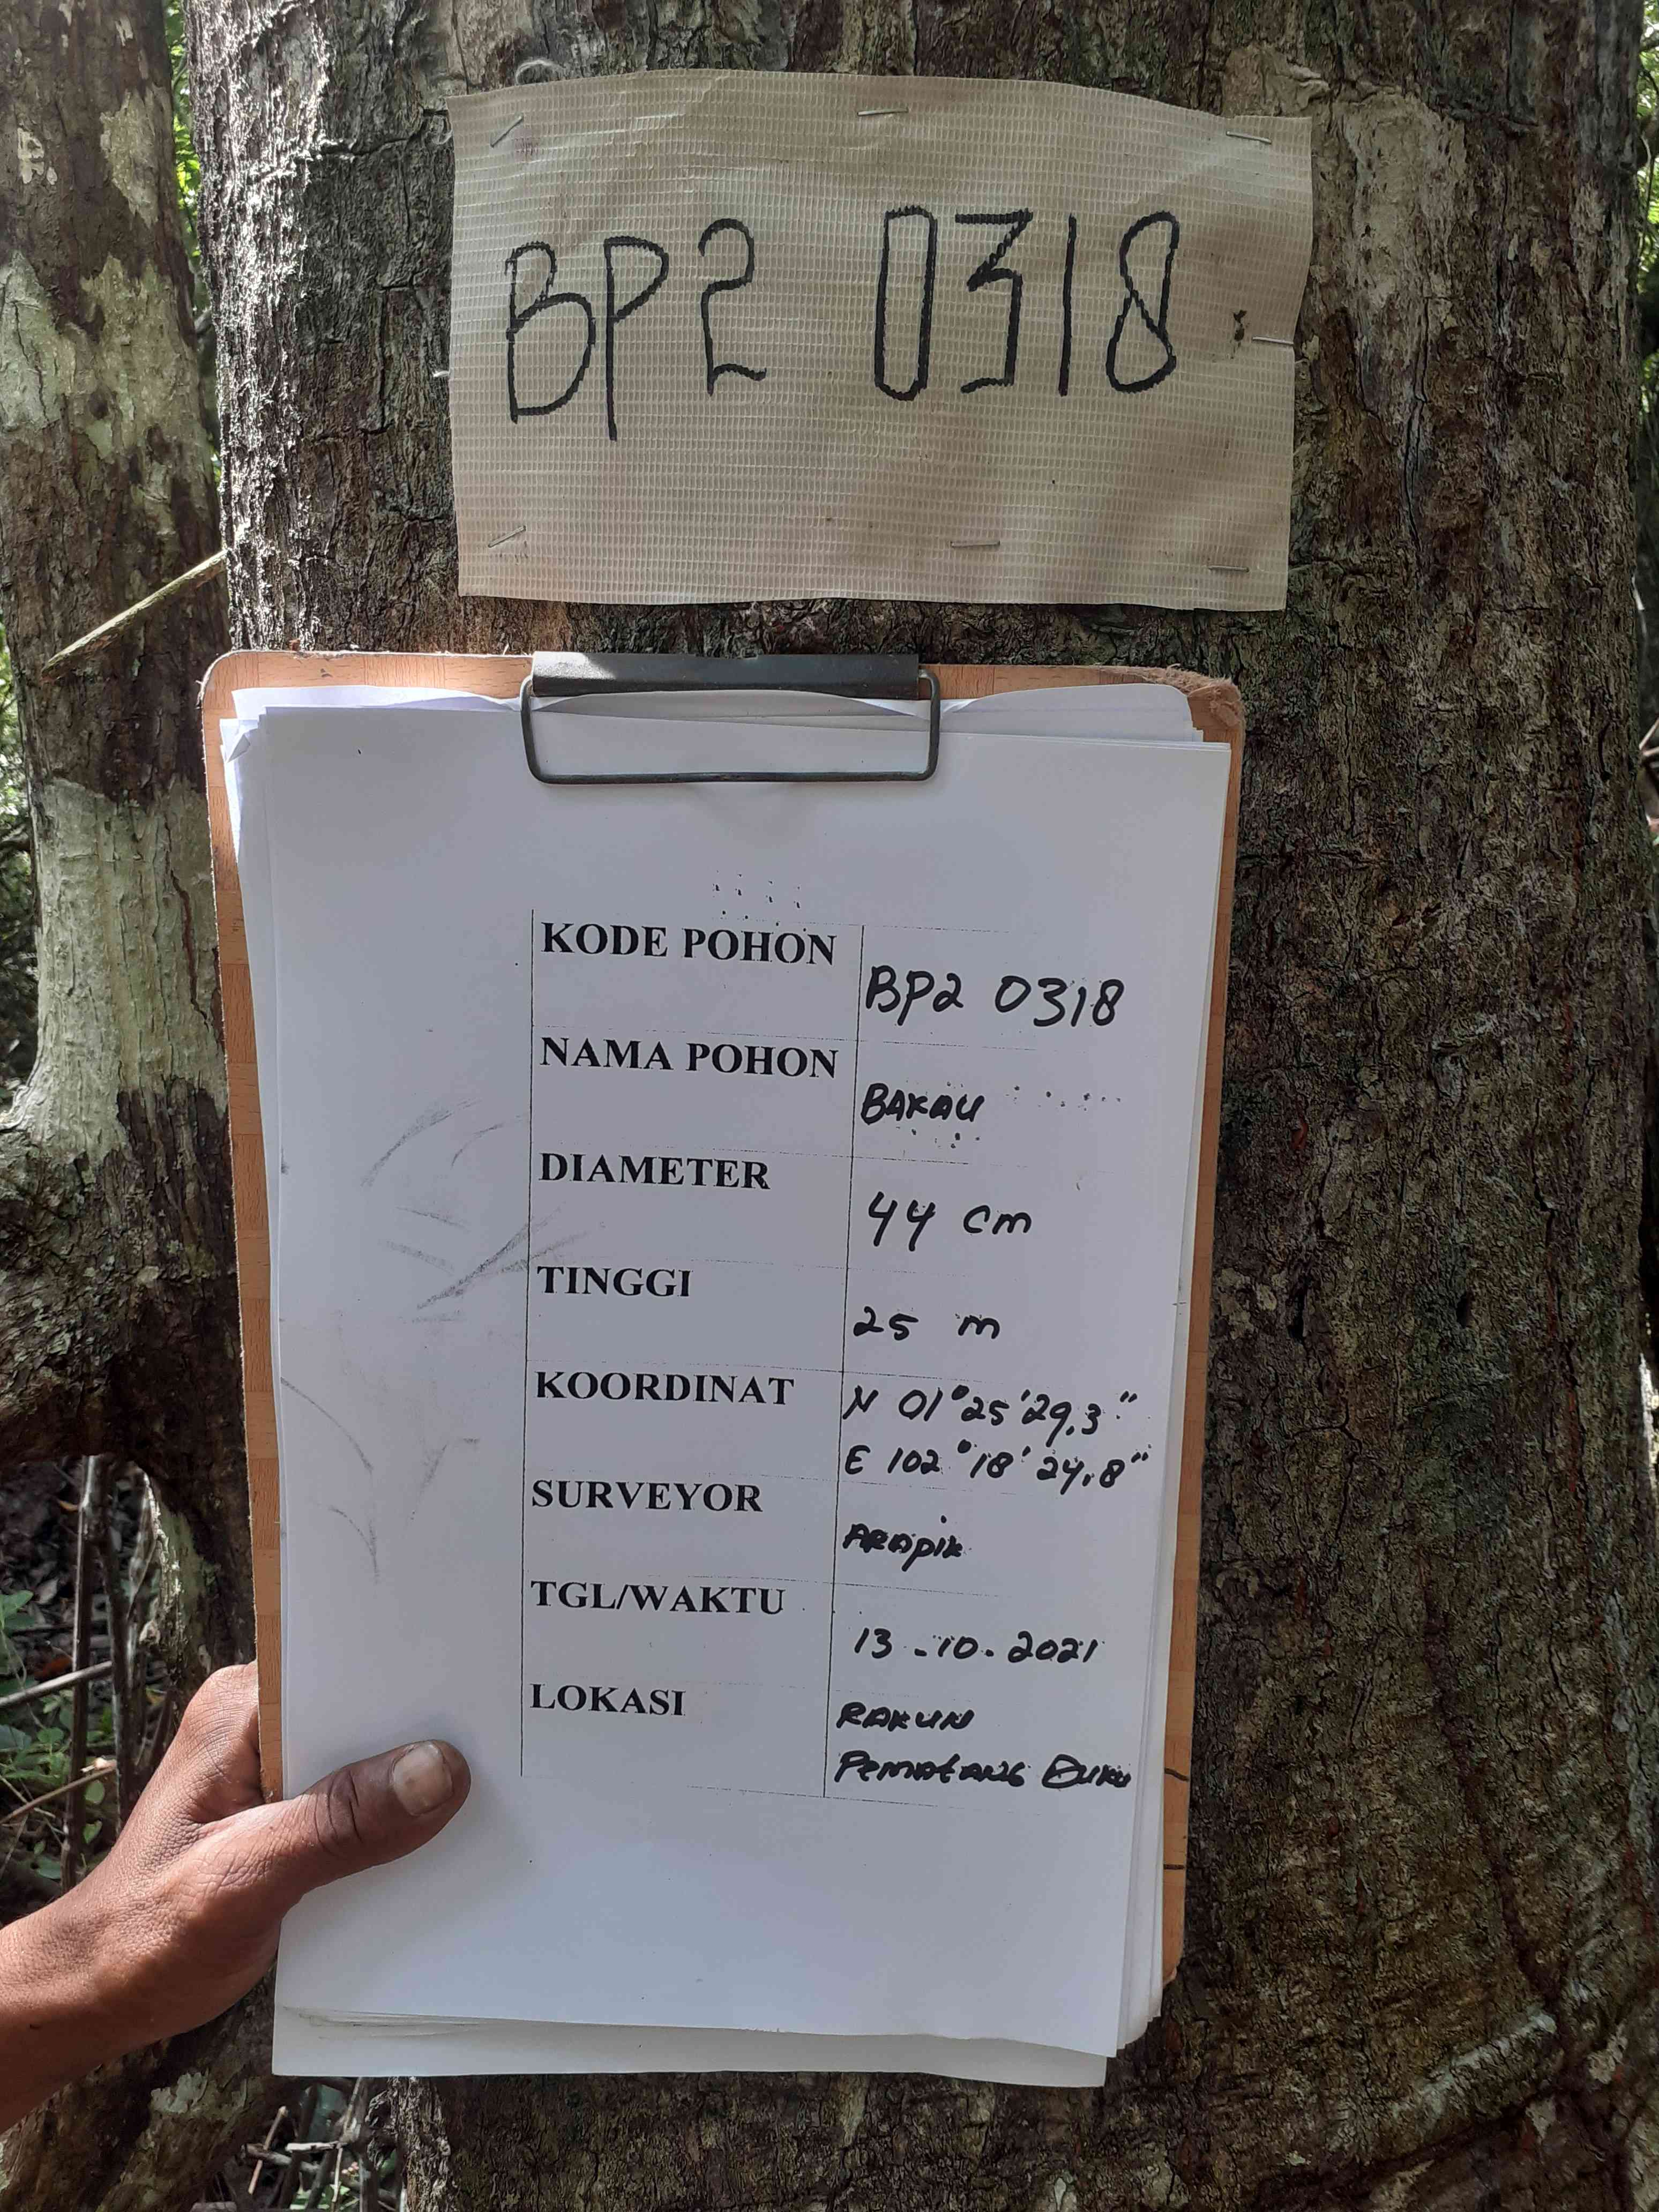 BP2 0318
KODE POHON BP2 0318
NAMA POHON BAKAU
DIAMETER 44 cm
TINGGI 25 m
KOORDINAT N 01°25'29,3"
E 102°18'24,8"
SURVEYOR ARApik
TGL/WAKTU 13-10-2021
LOKASI RAKUN
PEMATANG DUKU